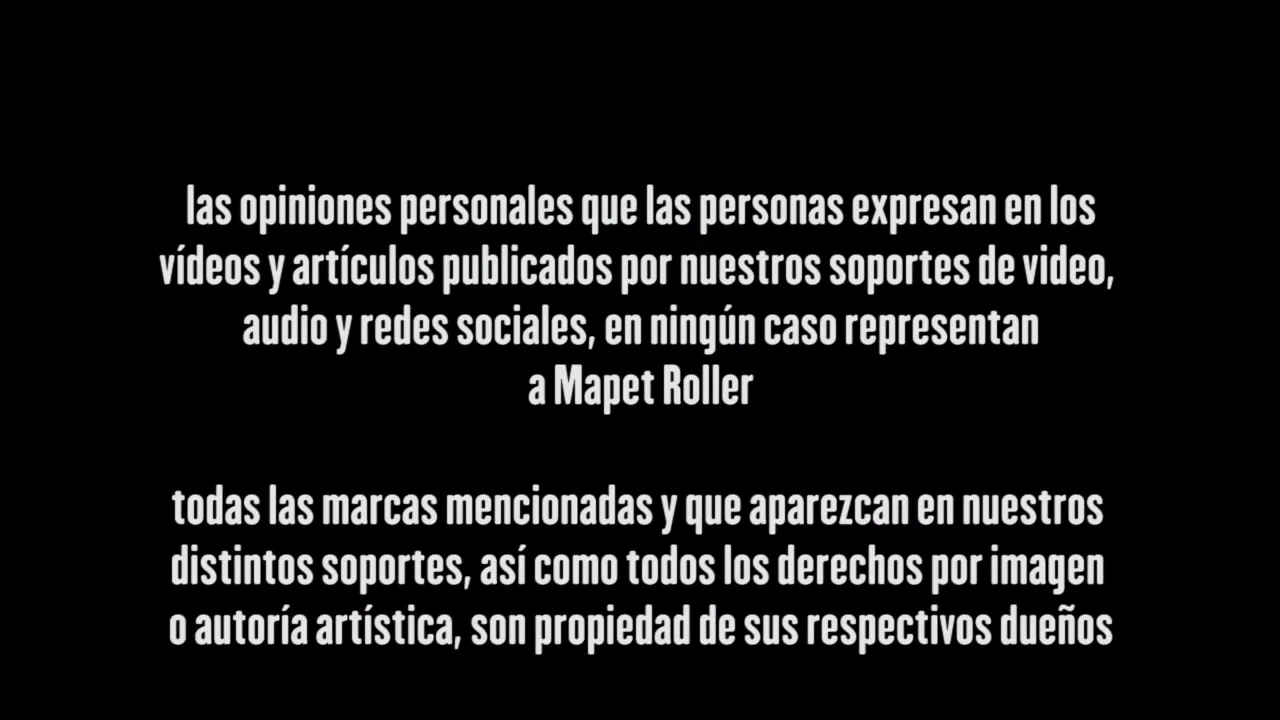 las opiniones personales que las personas expresan en los
vídeos y artículos publicados por nuestros soportes de video,
audio y redes sociales, en ningún caso representan
a Mapet Roller
todas las marcas mencionadas y que aparezcan en nuestros
distintos soportes, así como todos los derechos por imagen
o autoría artística, son propiedad de sus respectivos dueños